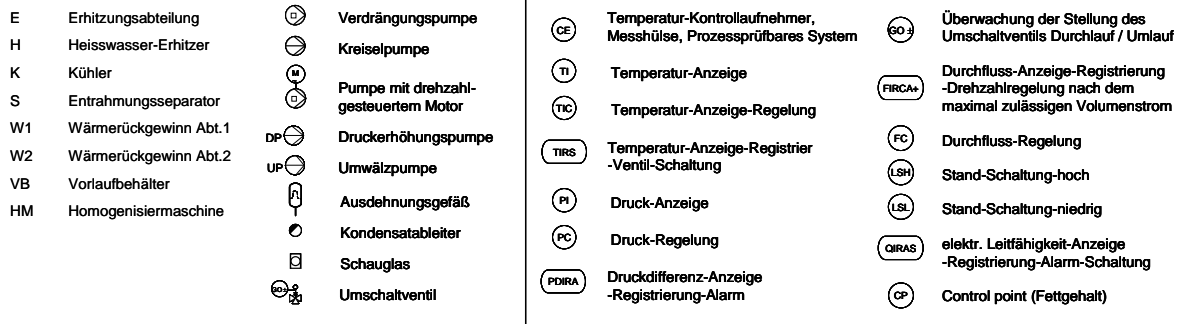 E Erhitzungsabteilung
H Heisswasser-Erhitzer
K Kühler
S Entrahmungsseparator
W1 Wärmerückgewinn Abt.1
W2 Wärmerückgewinn Abt.2
VB Vorlaufbehälter
HM Homogenisiermaschine
Verdrängungspumpe
Kreiselpumpe
M Pumpe mit drehzahl-
gesteuertem Motor
DP Druckerhöhungspumpe
UP Umwälzpumpe
Ausdehnungsgefäß
Kondensatableiter
Schauglas
GO± Umschaltventil
CE Temperatur-Kontrollaufnehmer,
Messhülse, Prozessprüfbares System
TI Temperatur-Anzeige
TIC Temperatur-Anzeige-Regelung
TIRS Temperatur-Anzeige-Registrier
-Ventil-Schaltung
PI Druck-Anzeige
PC Druck-Regelung
PDIRA Druckdifferenz-Anzeige
-Registrierung-Alarm
GO± Überwachung der Stellung des
Umschaltventils Durchlauf / Umlauf
FIRCA+ Durchfluss-Anzeige-Registrierung
-Drehzahlregelung nach dem
maximal zulässigen Volumenstrom
FC Durchfluss-Regelung
LSH Stand-Schaltung-hoch
LSL Stand-Schaltung-niedrig
QIRAS elektr. Leitfähigkeit-Anzeige
-Registrierung-Alarm-Schaltung
CP Control point (Fettgehalt)